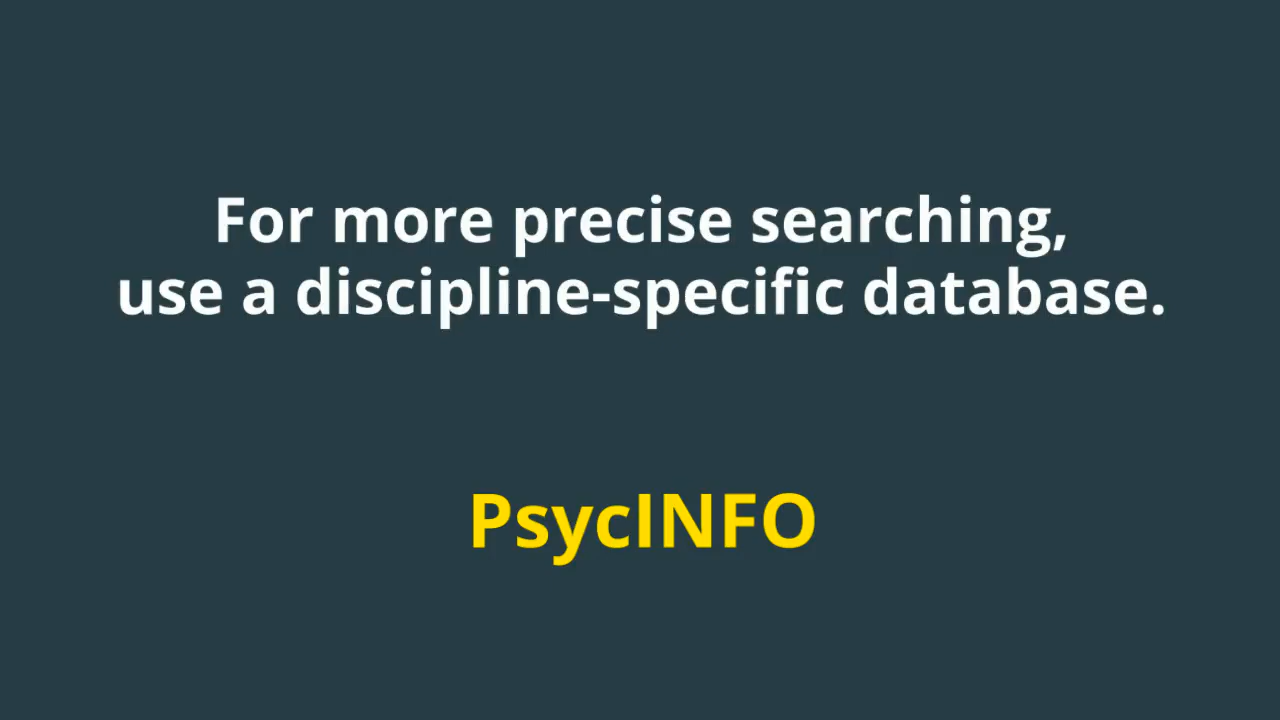 For more precise searching,
use a discipline-specific database.
PsycINFO